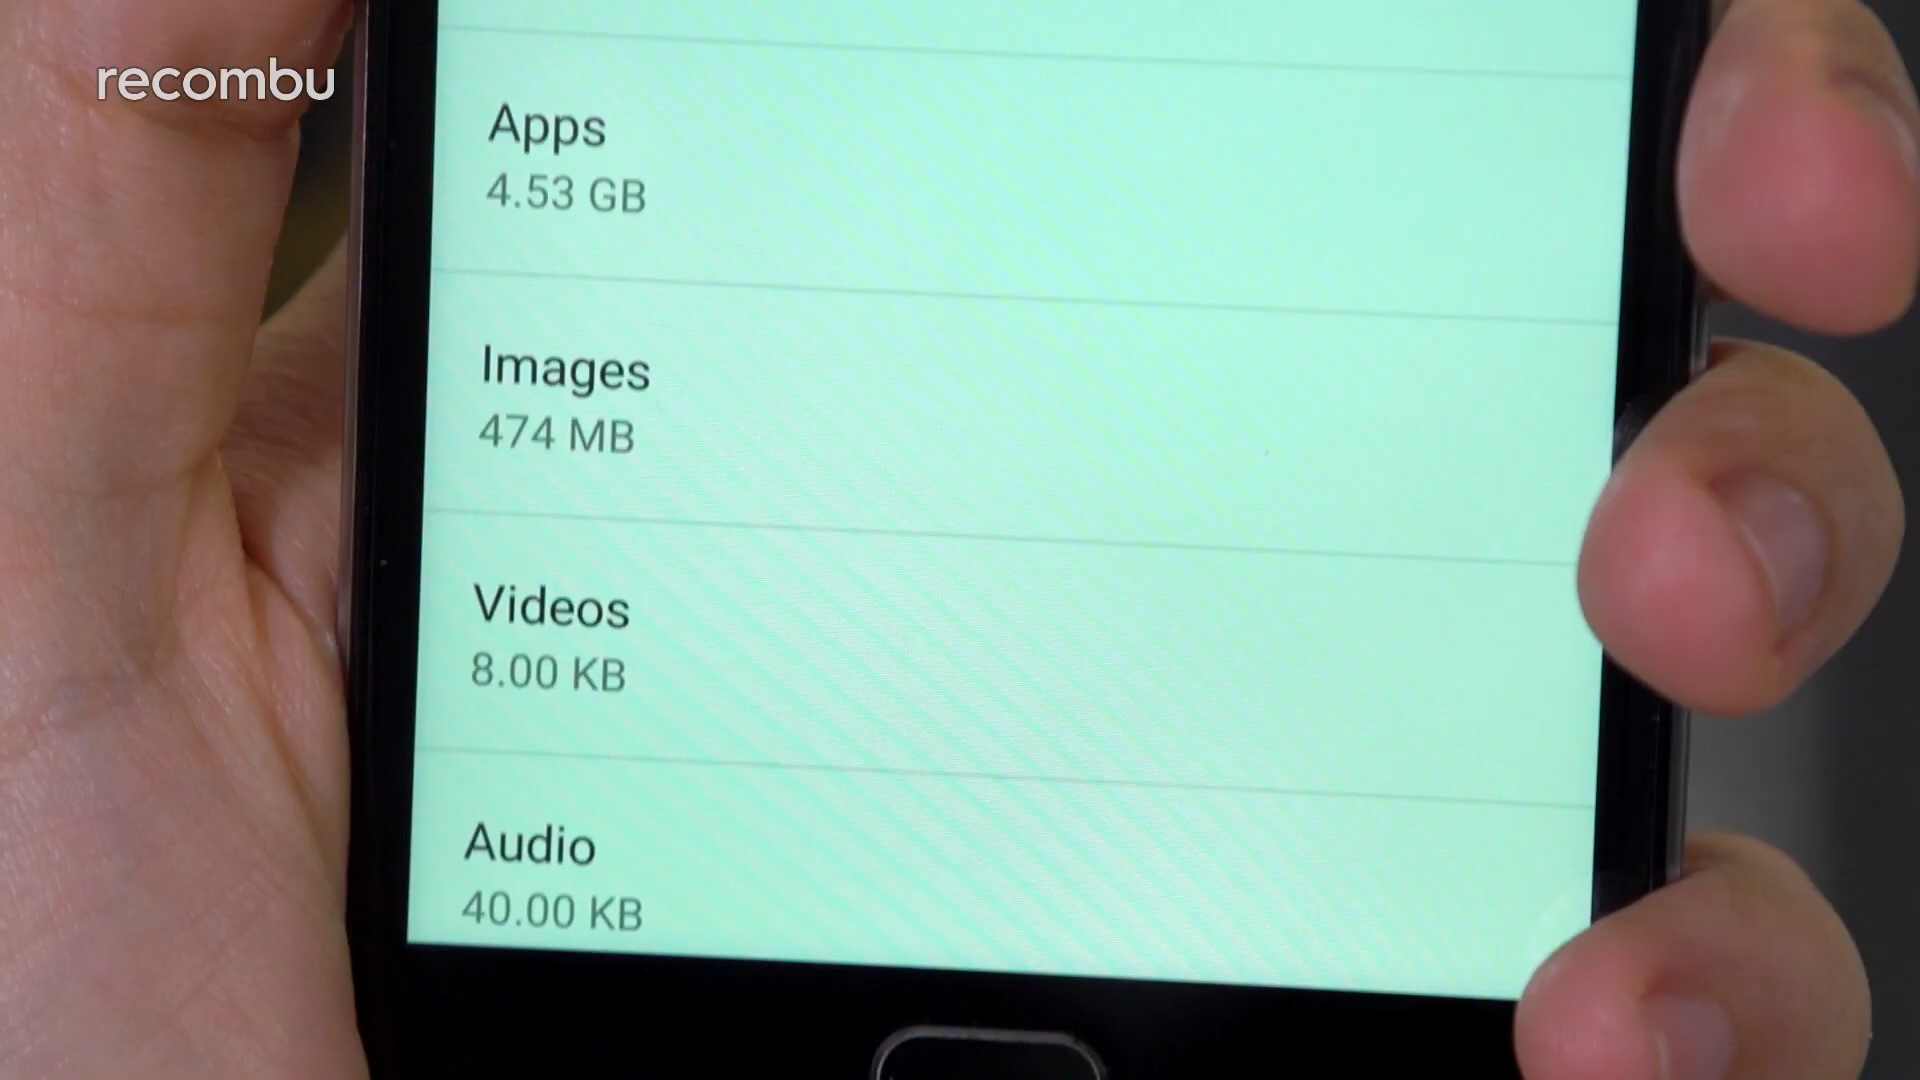 recombu
Apps
4.53 GB
Images
474 MB
Videos
8.00 KB
Audio
40.00 KB